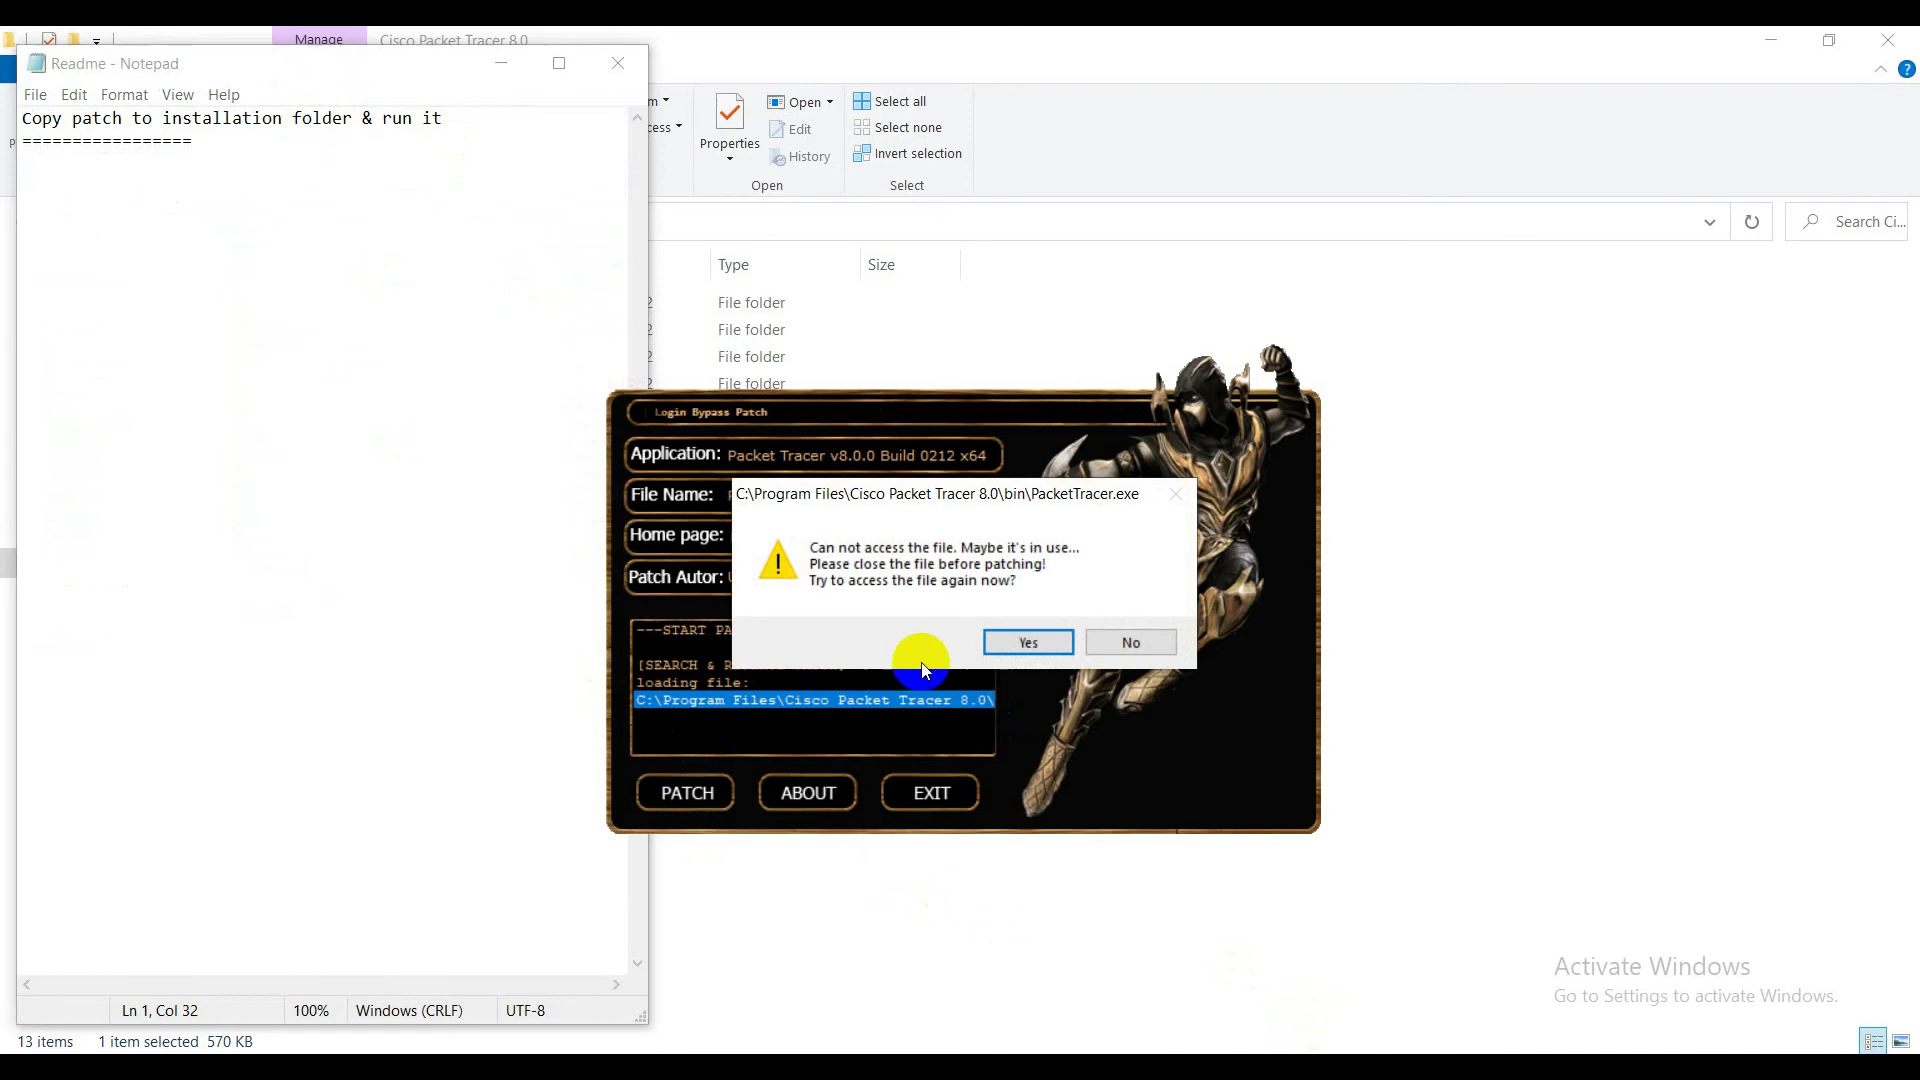 Manage
Cisco Packet Tracer 8.0
Readme - Notepad
File Edit Format View Help
Copy patch to installation folder & run it
=================
Properties
Open
Edit
History
Open
Select all
Select none
Invert selection
Select
Search Ci...
Type Size
File folder
File folder
File folder
File folder
Login Bypass Patch
Application: Packet Tracer v8.0.0 Build 0212 x64
File Name:
Home page:
Patch Autor:
C:\Program Files\Cisco Packet Tracer 8.0\bin\PacketTracer.exe
Can not access the file. Maybe it's in use...
Please close the file before patching!
Try to access the file again now?
Yes No
---START PA
[SEARCH &
loading file:
C:\Program Files\Cisco Packet Tracer 8.0\
PATCH ABOUT EXIT
Activate Windows
Go to Settings to activate Windows.
Ln 1, Col 32 100% Windows (CRLF) UTF-8
13 items 1 item selected 570 KB